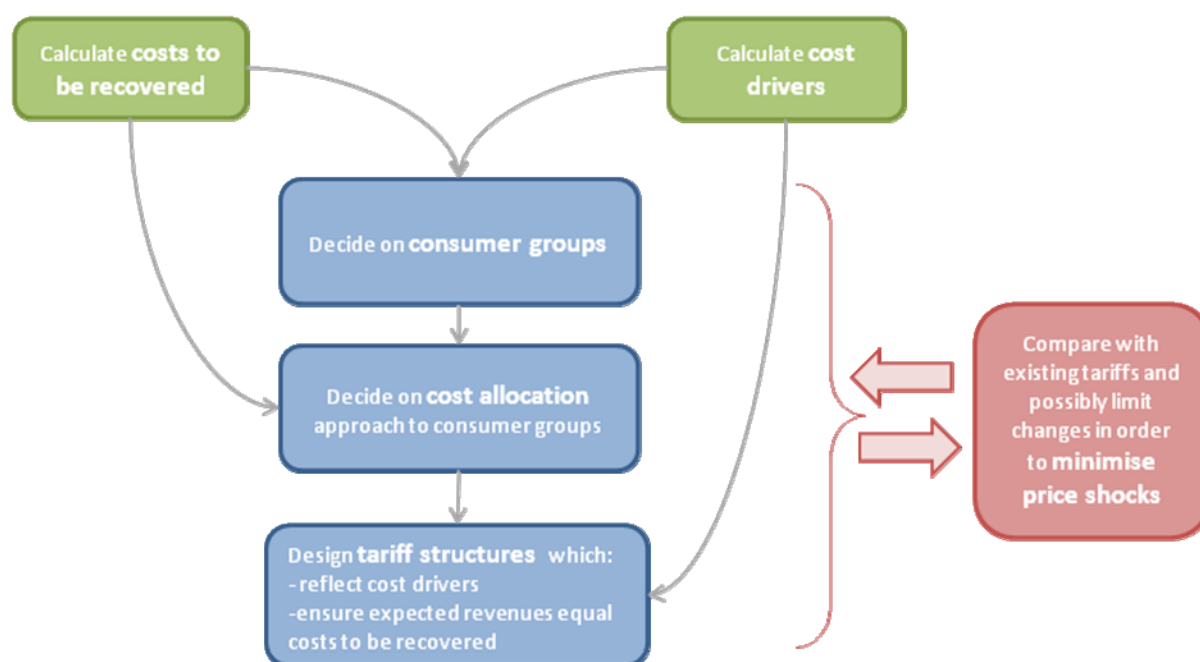 Calculate costs to
be recovered
Calculate cost
drivers
Decide on consumer groups
Decide on cost allocation
approach to consumer groups
Design tariff structures which:
- reflect cost drivers
-ensure expected revenues equal
costs to be recovered
Compare with
existing tariffs and
possibly limit
changes in order
to minimise
price shocks